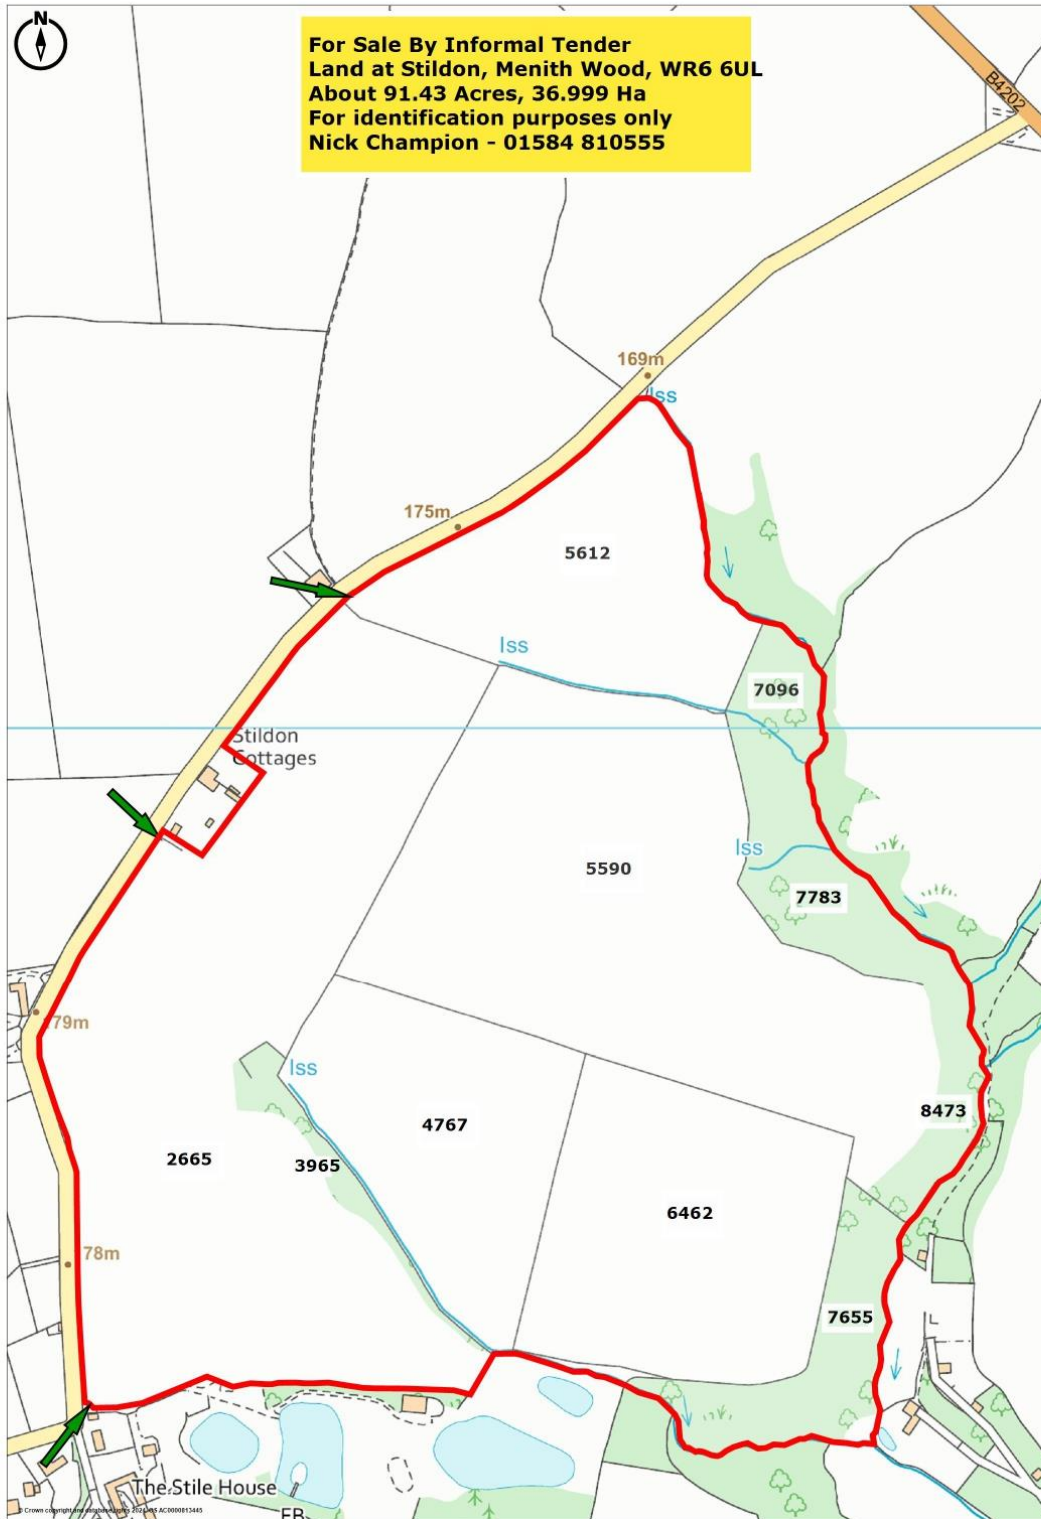 N
For Sale By Informal Tender
Land at Stildon, Menith Wood, WR6 6UL
About 91.43 Acres, 36.999 Ha
For identification purposes only
Nick Champion - 01584 810555
B4202
169m
Iss
175m
5612
Iss
7096
Stildon
Cottages
Iss
5590
7783
79m
Iss
8473
4767
2665
3965
6462
78m
7655
The Stile House
FB